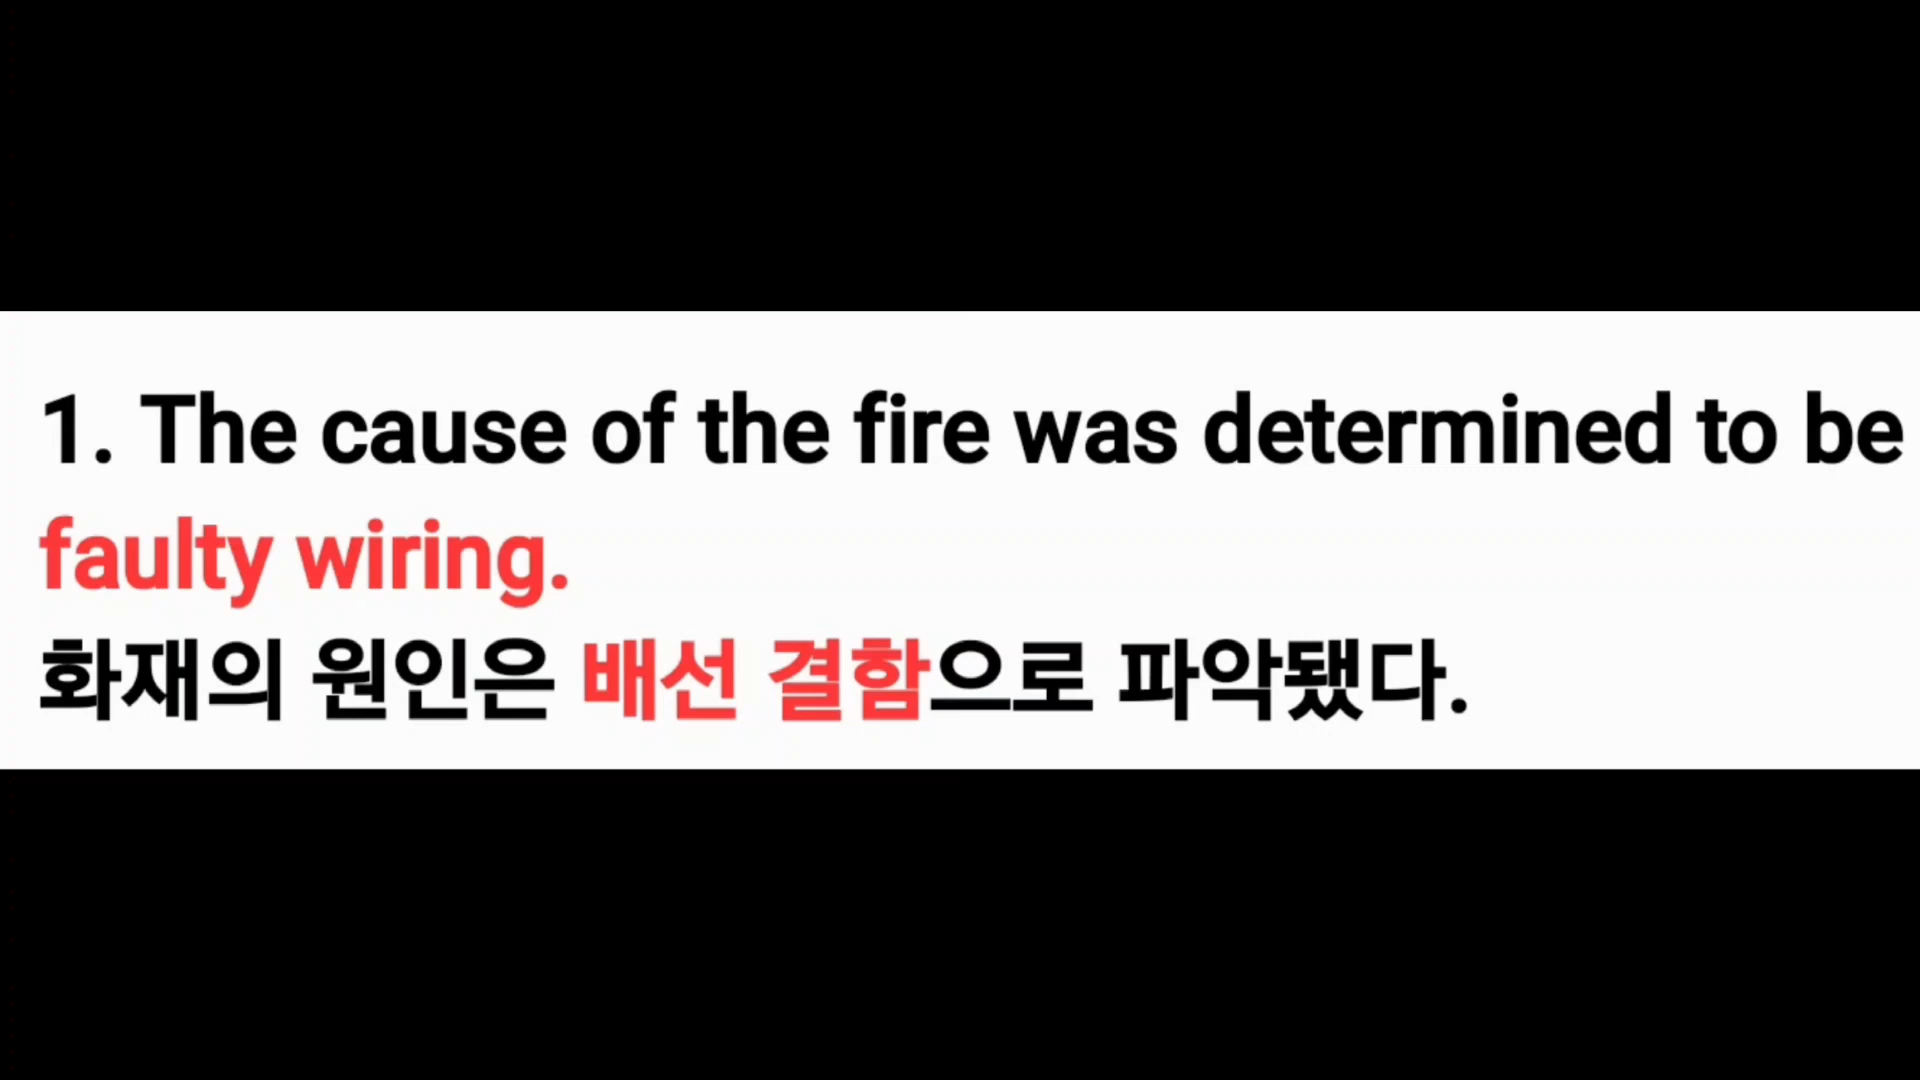 1. The cause of the fire was determined to be
faulty wiring.
화재의 원인은 배선 결함으로 파악됐다.